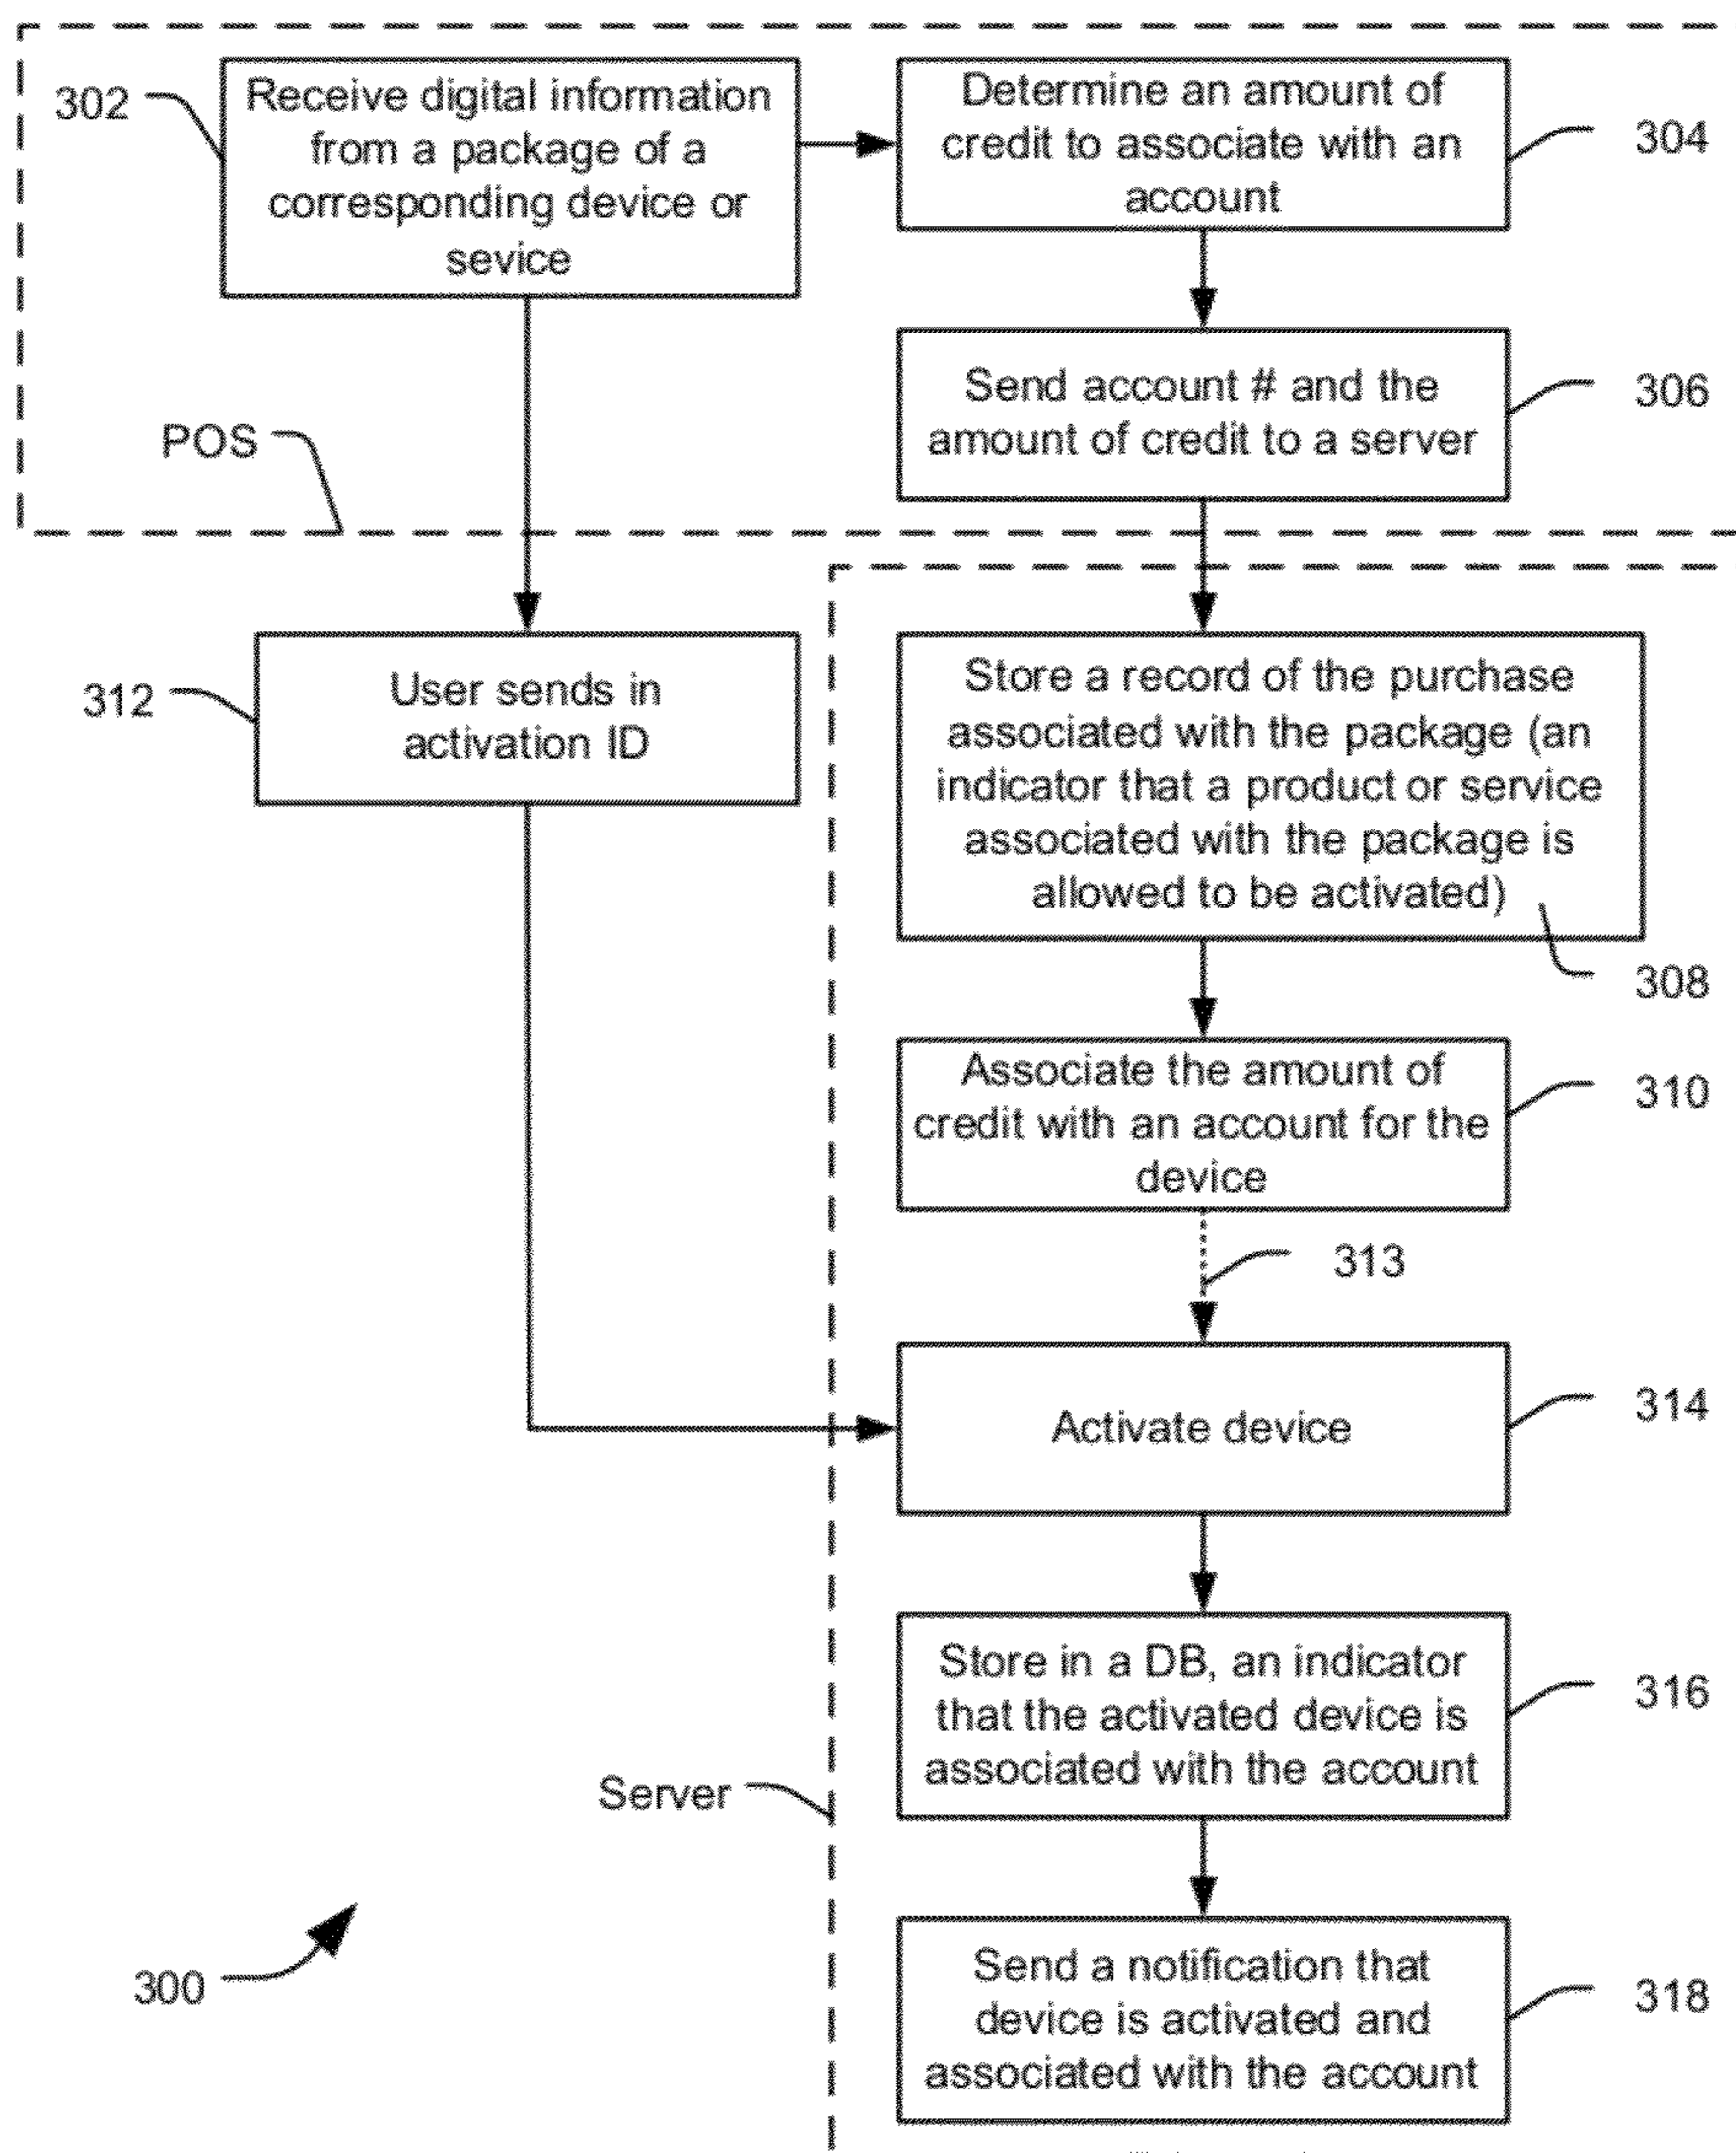 302
Receive digital information
from a package of a
corresponding device or
sevice
Determine an amount of
credit to associate with an
account
304
Send account # and the
amount of credit to a server
306
POS
312
User sends in
activation ID
Store a record of the purchase
associated with the package (an
indicator that a product or service
associated with the package is
allowed to be activated)
308
Associate the amount of
credit with an account for the
device
310
313
Activate device
314
Store in a DB, an indicator
that the activated device is
associated with the account
316
Server
300
Send a notification that
device is activated and
associated with the account
318